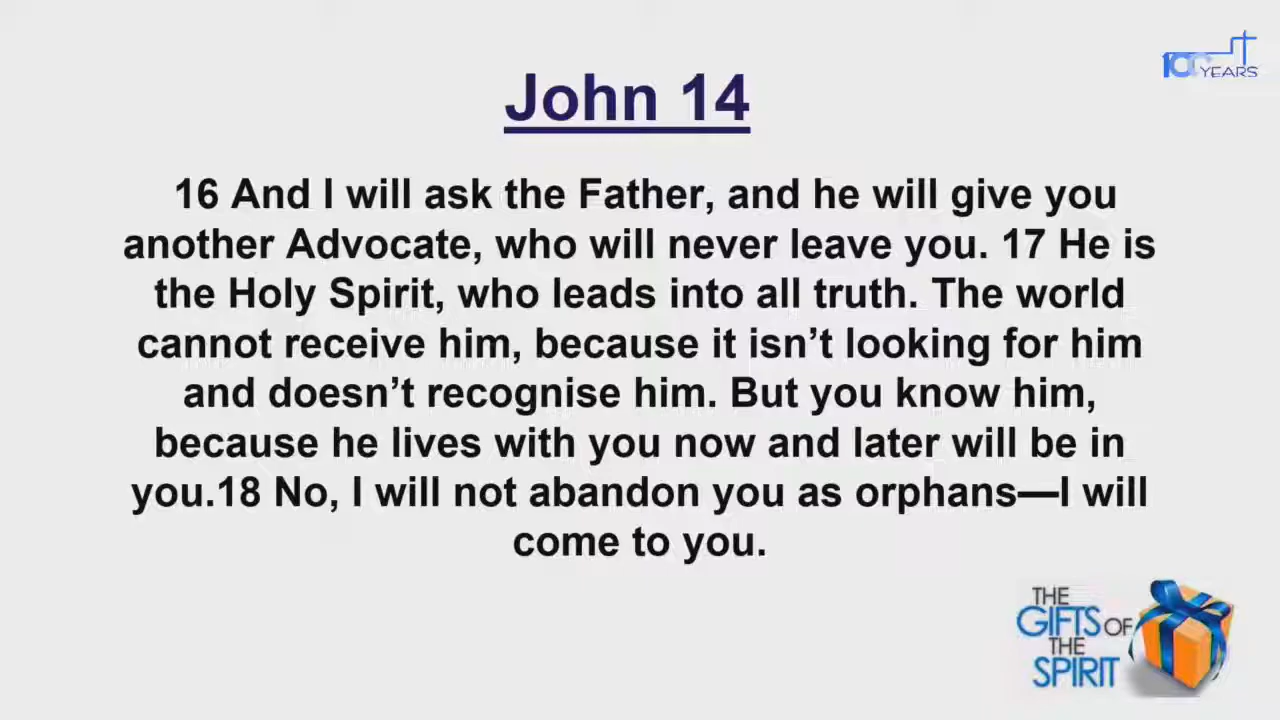 100 YEARS
John 14
16 And I will ask the Father, and he will give you
another Advocate, who will never leave you. 17 He is
the Holy Spirit, who leads into all truth. The world
cannot receive him, because it isn’t looking for him
and doesn’t recognise him. But you know him,
because he lives with you now and later will be in
you.18 No, I will not abandon you as orphans—I will
come to you.
THE
GIFTS OF
THE
SPIRIT